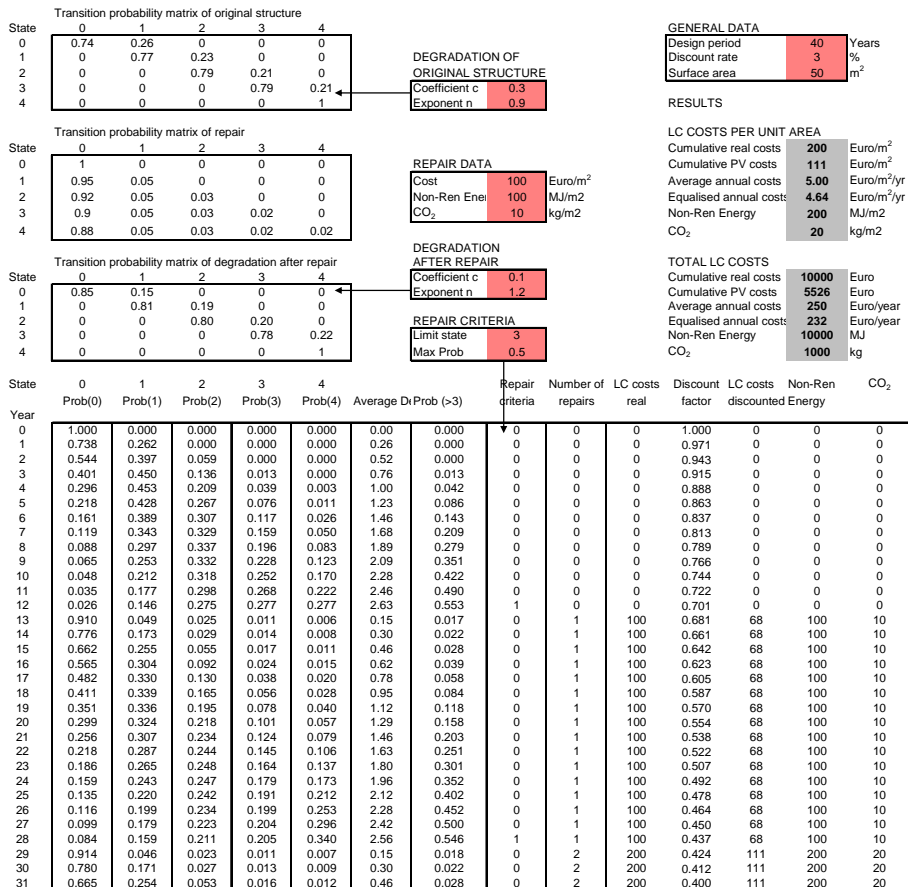 Transition probability matrix of original structure
State 0 1 2 3 4 GENERAL DATA
0 0.74 0.26 0 0 0 Design period 40 Years
1 0 0.77 0.23 0 0 DEGRADATION OF Discount rate 3 %
2 0 0 0.79 0.21 0 ORIGINAL STRUCTURE Surface area 50 m²
3 0 0 0 0.79 0.21 Coefficient c 0.3
4 0 0 0 0 1 Exponent n 0.9 RESULTS
Transition probability matrix of repair LC COSTS PER UNIT AREA
State 0 1 2 3 4 Cumulative real costs 200 Euro/m²
0 1 0 0 0 0 REPAIR DATA Cumulative PV costs 111 Euro/m²
1 0.95 0.05 0 0 0 Cost 100 Euro/m² Average annual costs 5.00 Euro/m²/yr
2 0.92 0.05 0.03 0 0 Non-Ren Ener 100 MJ/m2 Equalised annual costs 4.64 Euro/m²/yr
3 0.9 0.05 0.03 0.02 0 CO₂ 10 kg/m2 Non-Ren Energy 200 MJ/m2
4 0.88 0.05 0.03 0.02 0.02 CO₂ 20 kg/m2
DEGRADATION
Transition probability matrix of degradation after repair AFTER REPAIR TOTAL LC COSTS
State 0 1 2 3 4 Coefficient c 0.1 Cumulative real costs 10000 Euro
0 0.85 0.15 0 0 0 Exponent n 1.2 Cumulative PV costs 5526 Euro
1 0 0.81 0.19 0 0 Average annual costs 250 Euro/year
2 0 0 0.80 0.20 0 REPAIR CRITERIA Equalised annual costs 232 Euro/year
3 0 0 0 0.78 0.22 Limit state 3 Non-Ren Energy 10000 MJ
4 0 0 0 0 1 Max Prob 0.5 CO₂ 1000 kg
State 0 1 2 3 4 Repair Number of LC costs Discount LC costs Non-Ren CO₂
Prob(0) Prob(1) Prob(2) Prob(3) Prob(4) Average De Prob (>3) criteria repairs real factor discounted Energy
Year
0 1.000 0.000 0.000 0.000 0.000 0.00 0.000 0 0 0 1.000 0 0 0
1 0.738 0.262 0.000 0.000 0.000 0.26 0.000 0 0 0 0.971 0 0 0
2 0.544 0.397 0.059 0.000 0.000 0.52 0.000 0 0 0 0.943 0 0 0
3 0.401 0.450 0.136 0.013 0.000 0.76 0.013 0 0 0 0.915 0 0 0
4 0.296 0.453 0.209 0.039 0.003 1.00 0.042 0 0 0 0.888 0 0 0
5 0.218 0.428 0.267 0.076 0.011 1.23 0.086 0 0 0 0.863 0 0 0
6 0.161 0.389 0.307 0.117 0.026 1.46 0.143 0 0 0 0.837 0 0 0
7 0.119 0.343 0.329 0.159 0.050 1.68 0.209 0 0 0 0.813 0 0 0
8 0.088 0.297 0.337 0.196 0.083 1.89 0.279 0 0 0 0.789 0 0 0
9 0.065 0.253 0.332 0.228 0.123 2.09 0.351 0 0 0 0.766 0 0 0
10 0.048 0.212 0.318 0.252 0.170 2.28 0.422 0 0 0 0.744 0 0 0
11 0.035 0.177 0.298 0.268 0.222 2.46 0.490 0 0 0 0.722 0 0 0
12 0.026 0.146 0.275 0.277 0.277 2.63 0.553 1 0 0 0.701 0 0 0
13 0.910 0.049 0.025 0.011 0.006 0.15 0.017 0 1 100 0.681 68 100 10
14 0.776 0.173 0.029 0.014 0.008 0.30 0.022 0 1 100 0.661 68 100 10
15 0.662 0.255 0.055 0.017 0.011 0.46 0.028 0 1 100 0.642 68 100 10
16 0.565 0.304 0.092 0.024 0.015 0.62 0.039 0 1 100 0.623 68 100 10
17 0.482 0.330 0.130 0.038 0.020 0.78 0.058 0 1 100 0.605 68 100 10
18 0.411 0.339 0.165 0.056 0.028 0.95 0.084 0 1 100 0.587 68 100 10
19 0.351 0.336 0.195 0.078 0.040 1.12 0.118 0 1 100 0.570 68 100 10
20 0.299 0.324 0.218 0.101 0.057 1.29 0.158 0 1 100 0.554 68 100 10
21 0.256 0.307 0.234 0.124 0.079 1.46 0.203 0 1 100 0.538 68 100 10
22 0.218 0.287 0.244 0.145 0.106 1.63 0.251 0 1 100 0.522 68 100 10
23 0.186 0.265 0.248 0.164 0.137 1.80 0.301 0 1 100 0.507 68 100 10
24 0.159 0.243 0.247 0.179 0.173 1.96 0.352 0 1 100 0.492 68 100 10
25 0.135 0.220 0.242 0.191 0.212 2.12 0.402 0 1 100 0.478 68 100 10
26 0.116 0.199 0.234 0.199 0.253 2.28 0.452 0 1 100 0.464 68 100 10
27 0.099 0.179 0.223 0.204 0.296 2.42 0.500 0 1 100 0.450 68 100 10
28 0.084 0.159 0.211 0.205 0.340 2.56 0.546 1 1 100 0.437 68 100 10
29 0.914 0.046 0.023 0.011 0.007 0.15 0.018 0 2 200 0.424 111 200 20
30 0.780 0.171 0.027 0.013 0.009 0.30 0.022 0 2 200 0.412 111 200 20
31 0.665 0.254 0.053 0.016 0.012 0.46 0.028 0 2 200 0.400 111 200 20